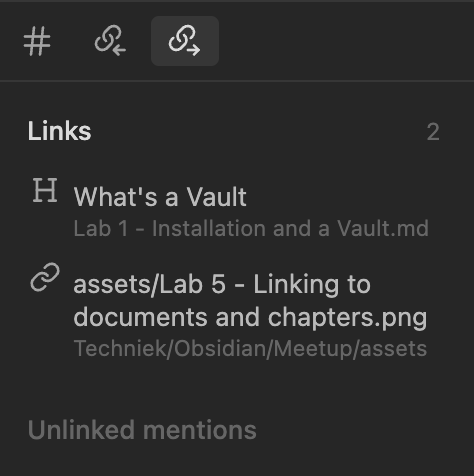 Links 2
What's a Vault
Lab 1 - Installation and a Vault.md
assets/Lab 5 - Linking to
documents and chapters.png
Techniek/Obsidian/Meetup/assets
Unlinked mentions